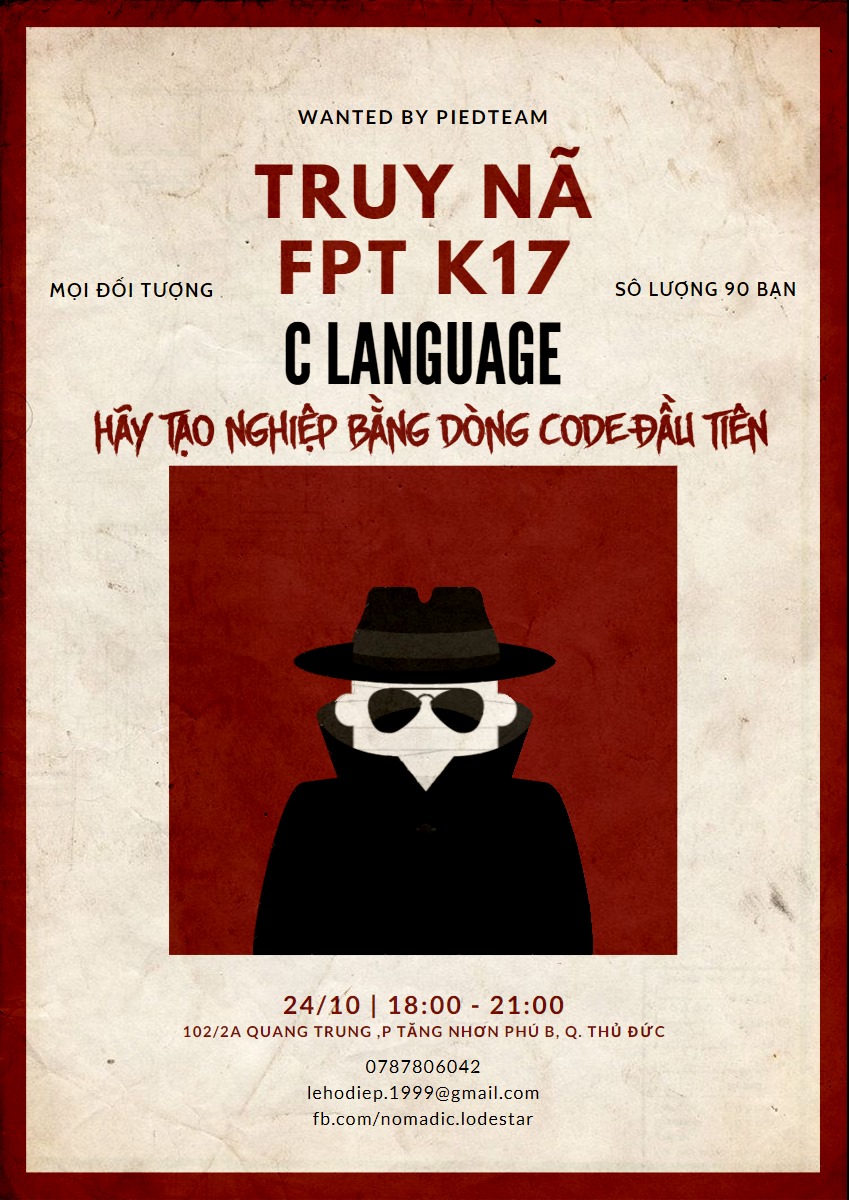 WANTED BY PIEDTEAM
TRUY NÃ
FPT K17
MỌI ĐỐI TƯỢNG
SỐ LƯỢNG 90 BẠN
C LANGUAGE
HÃY TẠO NGHIỆP BẰNG DÒNG CODE ĐẦU TIÊN
24/10 | 18:00 - 21:00
102/2A QUANG TRUNG ,P TĂNG NHƠN PHÚ B, Q. THỦ ĐỨC
0787806042
lehodiep.1999@gmail.com
fb.com/nomadic.lodestar